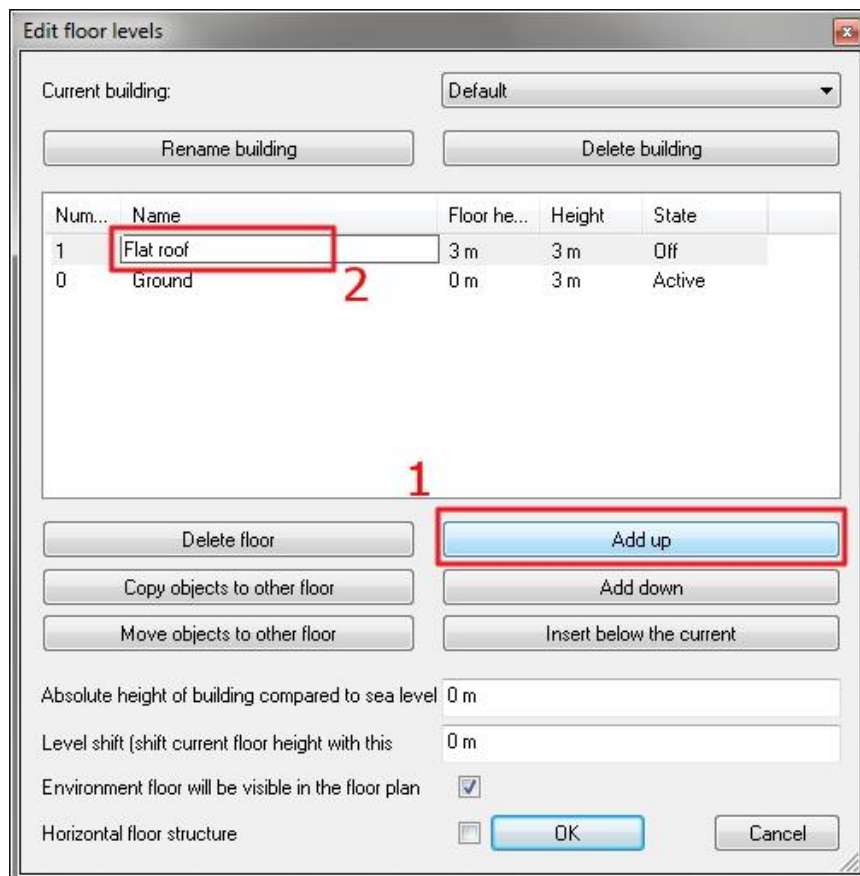 Edit floor levels
Current building: Default
Rename building Delete building
Num... Name Floor he... Height State
1 Flat roof 3 m 3 m Off
0 Ground 0 m 3 m Active
2
1
Delete floor Add up
Copy objects to other floor Add down
Move objects to other floor Insert below the current
Absolute height of building compared to sea level 0 m
Level shift (shift current floor height with this 0 m
Environment floor will be visible in the floor plan
Horizontal floor structure OK Cancel